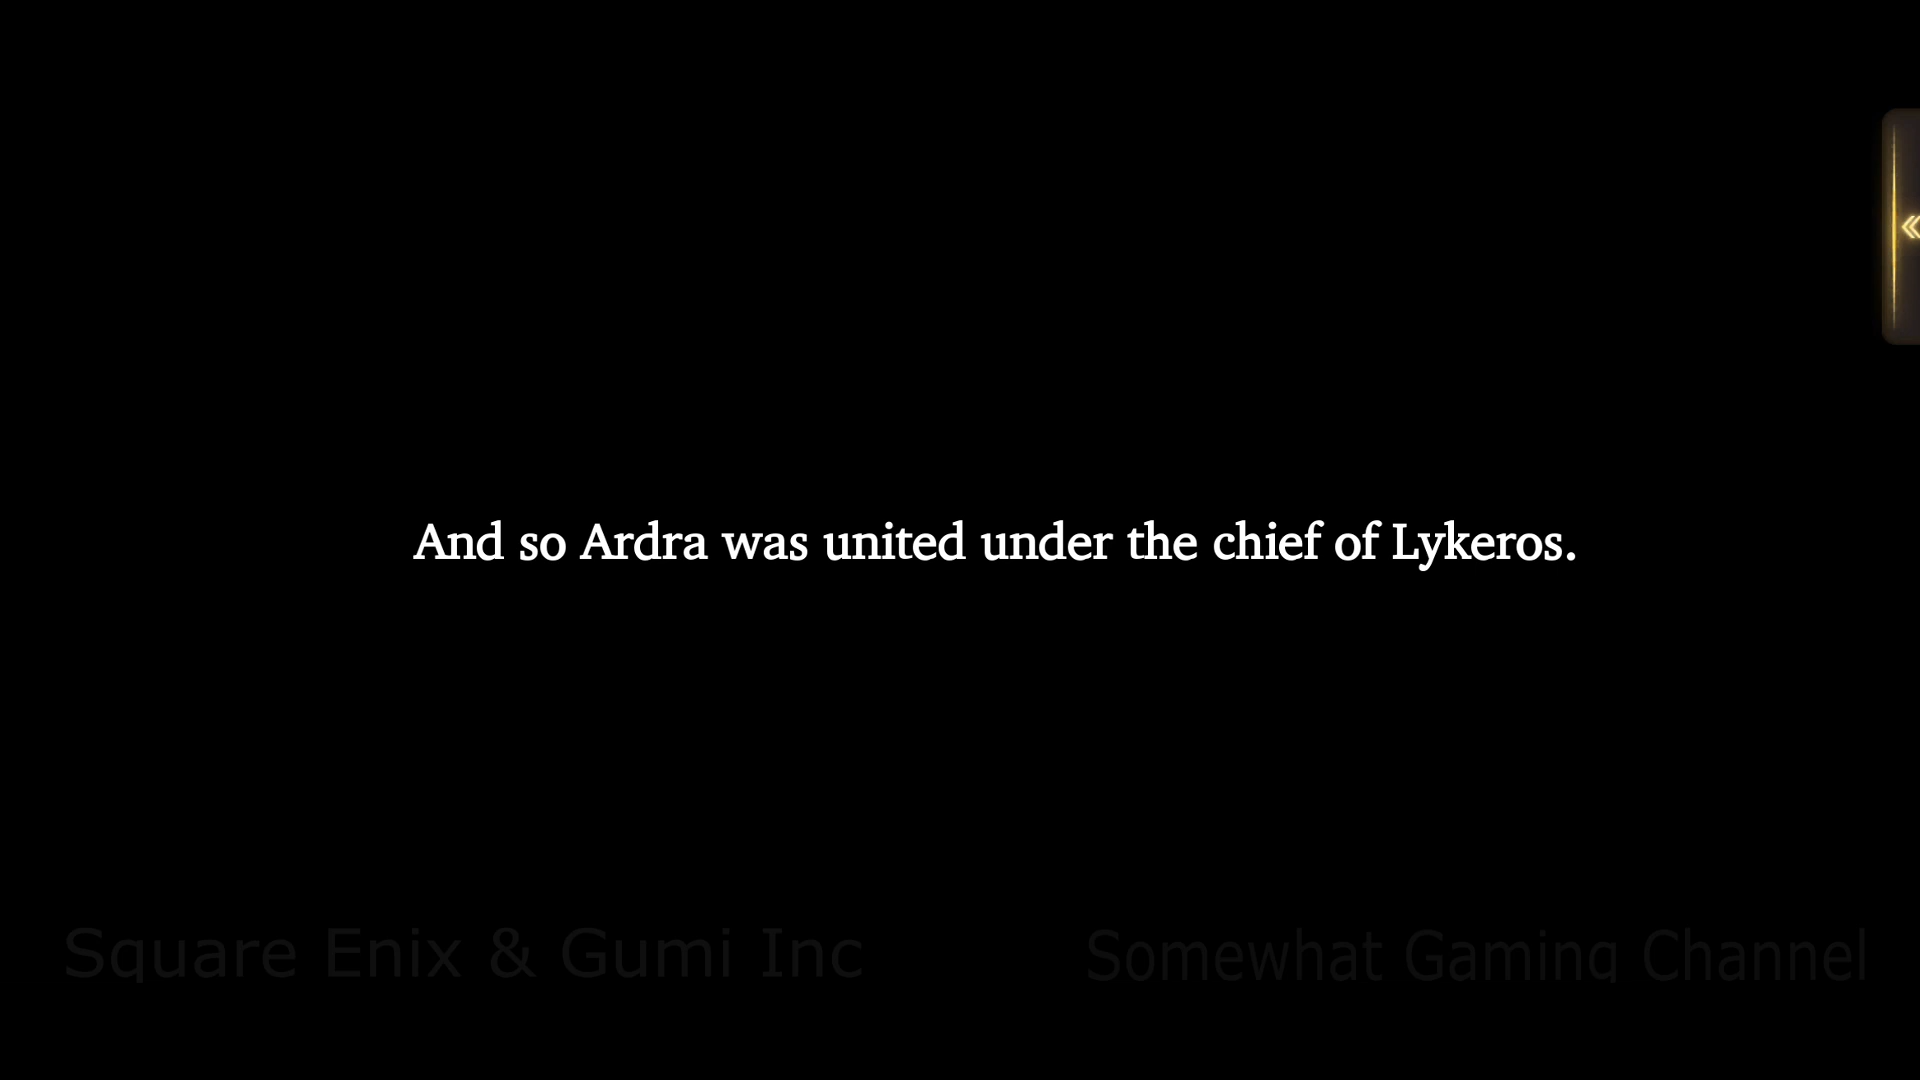 And so Ardra was united under the chief of Lykeros.
Square Enix & Gumi Inc
Somewhat Gaming Channel